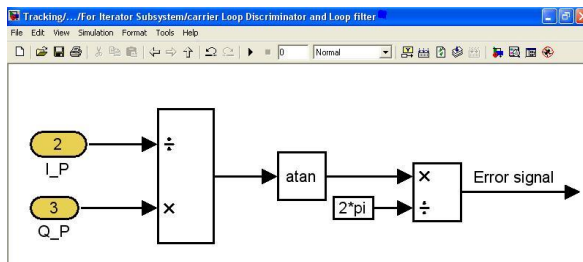 Tracking/.../For Iterator Subsystem/carrier Loop Discriminator and Loop filter
File Edit View Simulation Format Tools Help
0 Normal
2
÷
I_P
atan
×
Error signal
3
×
2*pi
÷
Q_P